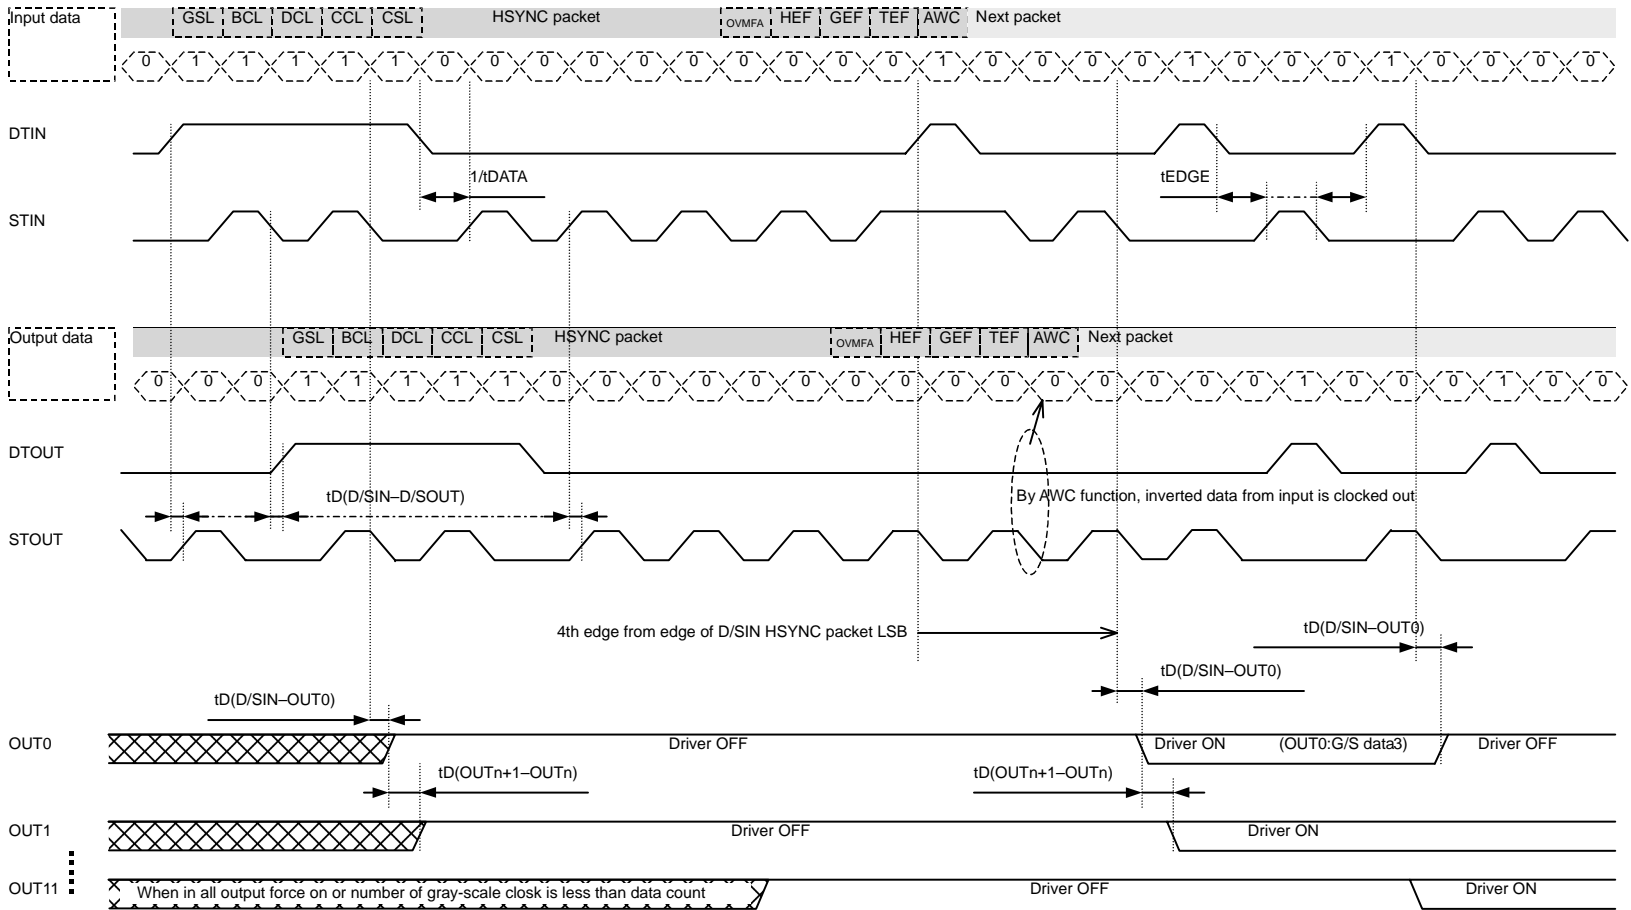 Input data GSL BCL DCL CCL CSL HSYNC packet OVMFA HEF GEF TEF AWC Next packet
0 1 1 1 1 1 0 0 0 0 0 0 0 0 0 0 1 0 0 0 0 1 0 0 0 1 0 0 0 0
DTIN
1/tDATA tEDGE
STIN
Output data GSL BCL DCL CCL CSL HSYNC packet OVMFA HEF GEF TEF AWC Next packet
0 0 0 1 1 1 1 1 0 0 0 0 0 0 0 0 0 0 0 0 0 0 0 1 0 0 0 1 0 0
DTOUT
tD(D/SIN–D/SOUT) By AWC function, inverted data from input is clocked out
STOUT
4th edge from edge of D/SIN HSYNC packet LSB tD(D/SIN–OUT0)
tD(D/SIN–OUT0)
tD(D/SIN–OUT0)
OUT0 Driver OFF Driver ON (OUT0:G/S data3) Driver OFF
tD(OUTn+1–OUTn) tD(OUTn+1–OUTn)
OUT1 Driver OFF Driver ON
OUT11 When in all output force on or number of gray-scale closk is less than data count Driver OFF Driver ON